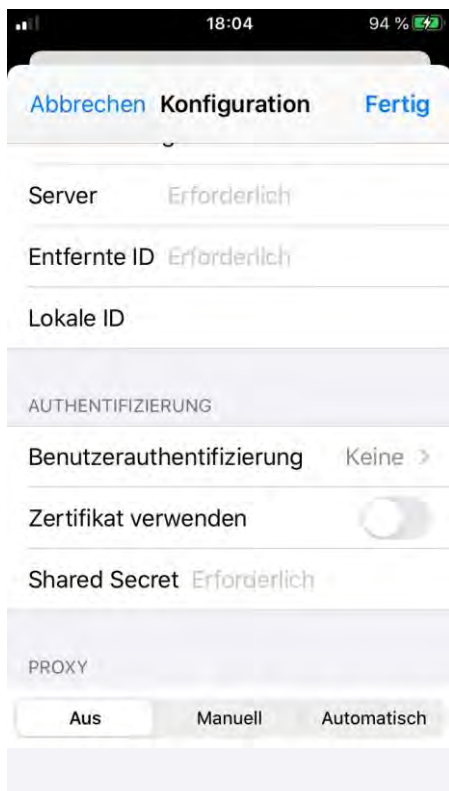 18:04 94 %
Abbrechen Konfiguration Fertig
Server Erforderlich
Entfernte ID Erforderlich
Lokale ID
AUTHENTIFIZIERUNG
Benutzerauthentifizierung Keine >
Zertifikat verwenden
Shared Secret Erforderlich
PROXY
Aus Manuell Automatisch